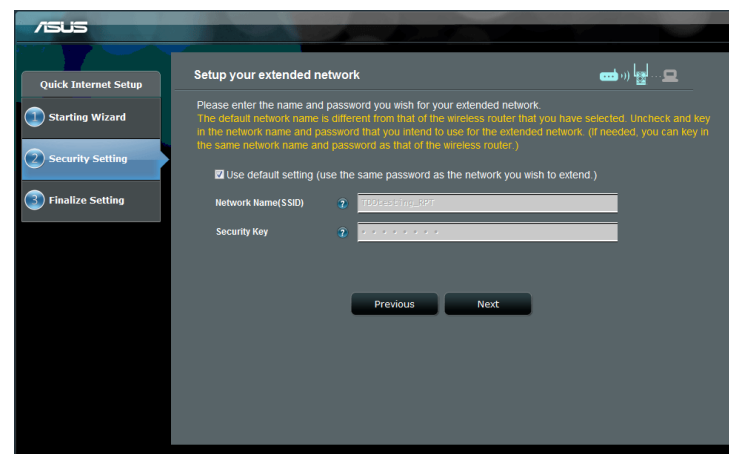 ASUS
Quick Internet Setup
1 Starting Wizard
2 Security Setting
3 Finalize Setting
Setup your extended network
Please enter the name and password you wish for your extended network.
The default network name is different from that of the wireless router that you have selected. Uncheck and key
in the network name and password that you intend to use for the extended network. (If needed, you can key in
the same network name and password as that of the wireless router.)
Use default setting (use the same password as the network you wish to extend.)
Network Name(SSID) ?
Security Key ?
Previous Next